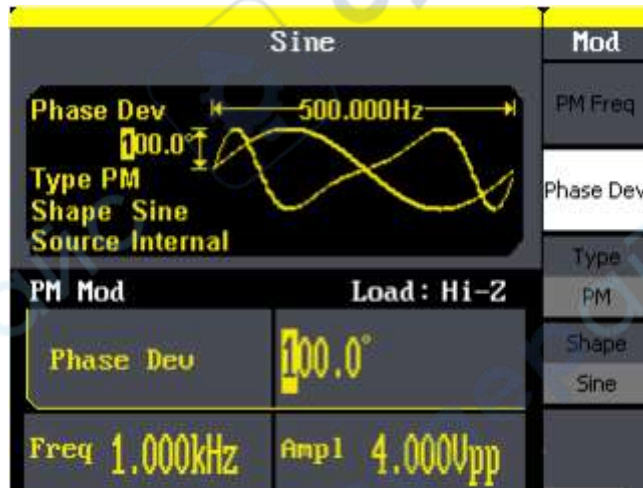 Sine
Mod
Phase Dev
500.000Hz
100.0°
Type PM
Shape Sine
Source Internal
PM Mod
Load: Hi-Z
Phase Dev
100.0°
Freq 1.000kHz
Ampl 4.000Vpp
PM Freq
Phase Dev
Type
PM
Shape
Sine